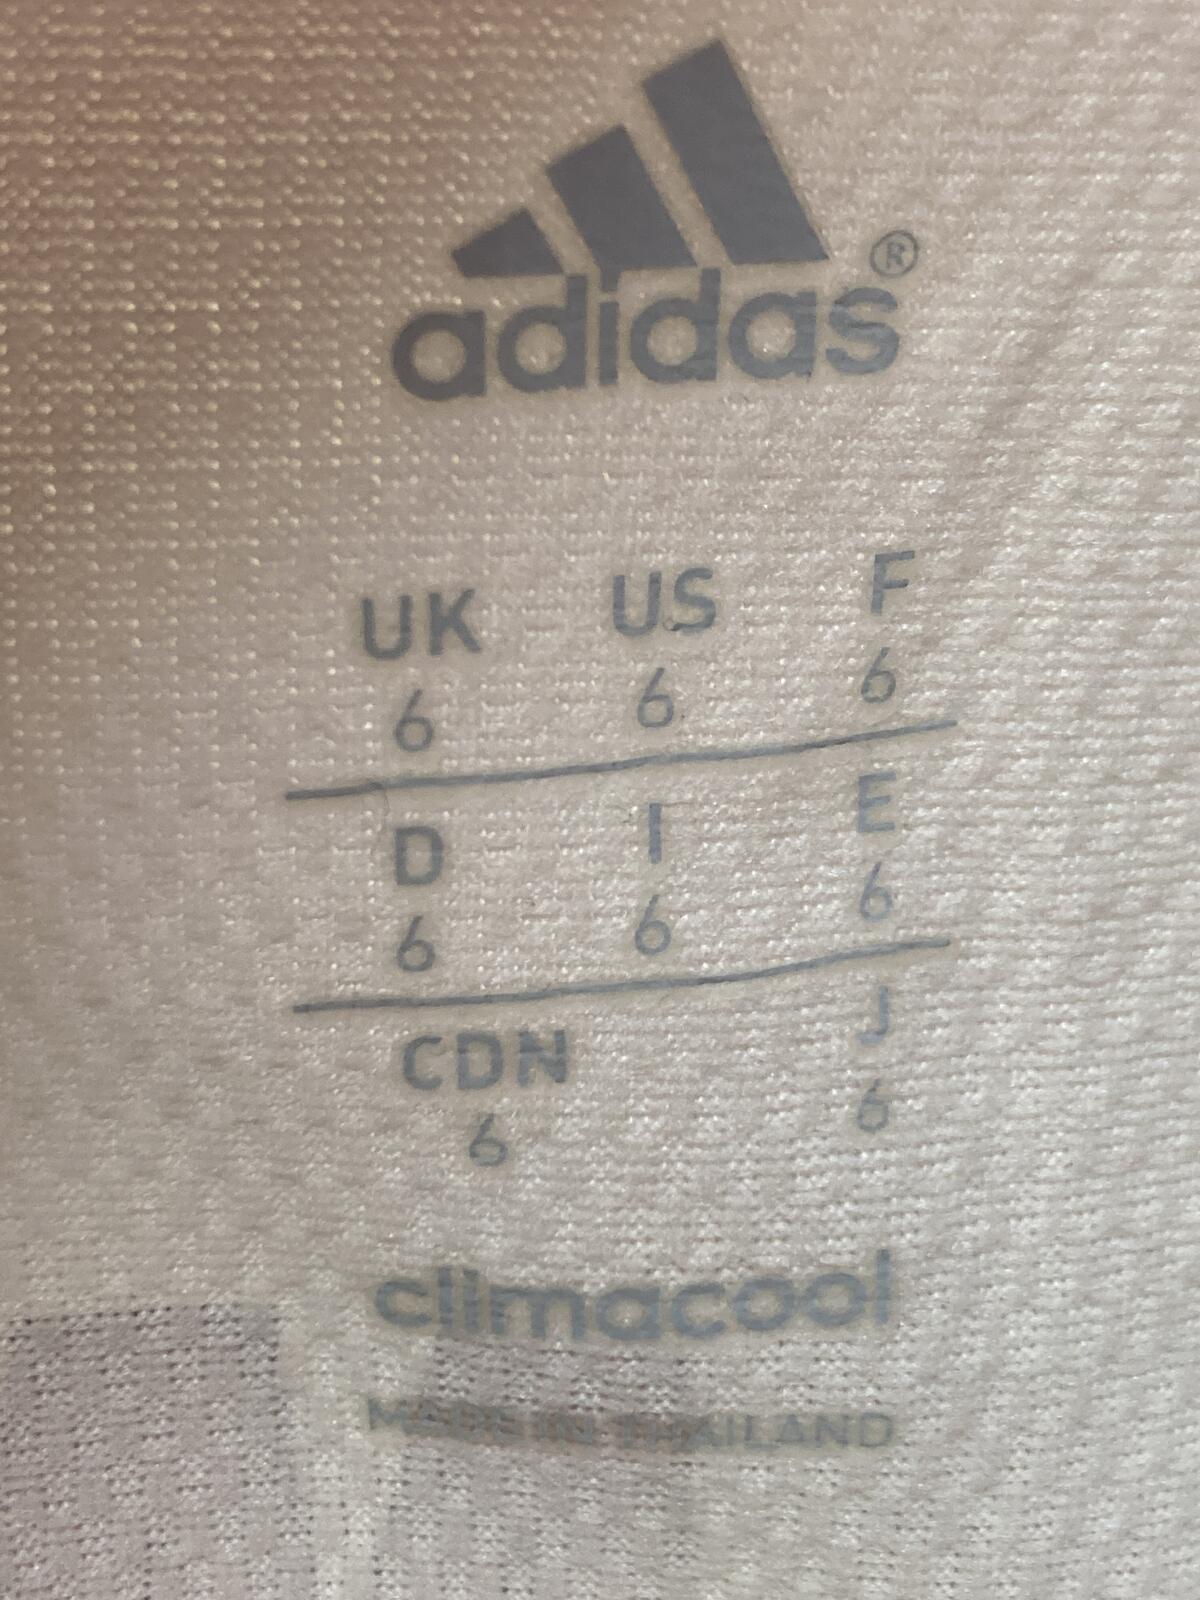 adidas®
UK US F
6 6 6
D I E
6 6 6
CDN J
6 6
climacool
MADE IN THAILAND